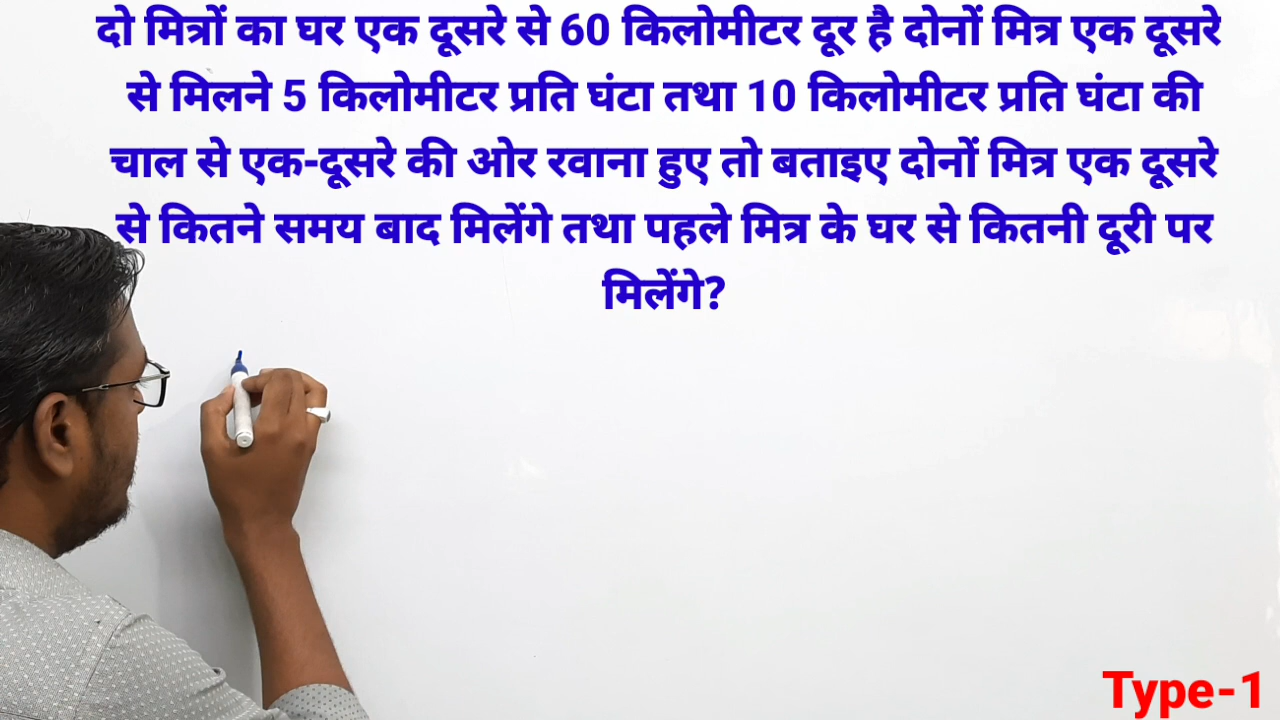 दो मित्रों का घर एक दूसरे से 60 किलोमीटर दूर है दोनों मित्र एक दूसरे
से मिलने 5 किलोमीटर प्रति घंटा तथा 10 किलोमीटर प्रति घंटा की
चाल से एक-दूसरे की ओर रवाना हुए तो बताइए दोनों मित्र एक दूसरे
से कितने समय बाद मिलेंगे तथा पहले मित्र के घर से कितनी दूरी पर
मिलेंगे?
Type-1